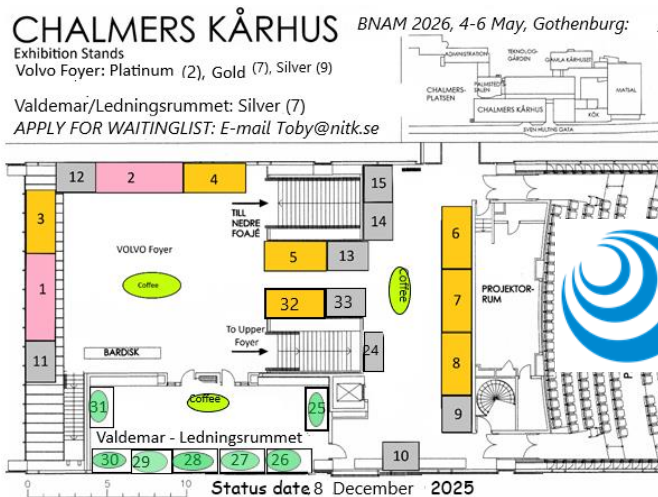 CHALMERS KÅRHUS
BNAM 2026, 4-6 May, Gothenburg:
Exhibition Stands
Volvo Foyer: Platinum (2), Gold (7), Silver (9)
Valdemar/Ledningsrummet: Silver (7)
APPLY FOR WAITINGLIST: E-mail Toby@nitk.se
ADMINISTRATION
TEKNOLOG-
GÅRDEN
GAMLA KÅRHUSET
CHALMERS-
PLATSEN
PALMSTEDT-
SALEN
MATSAL
CHALMERS KÅRHUS
KÖK
SVEN HULTINS GATA
12
2
4
15
14
3
TILL
NEDRE
FOAJÉ
VOLVO Foyer
5
13
6
Coffee
1
Coffee
PROJEKTOR-
RUM
7
32
33
To Upper
Foyer
BARDISK
11
24
8
9
31
Coffee
25
Valdemar - Ledningsrummet
30
29
28
27
26
10
0
5
10
Status date 8 December 2025